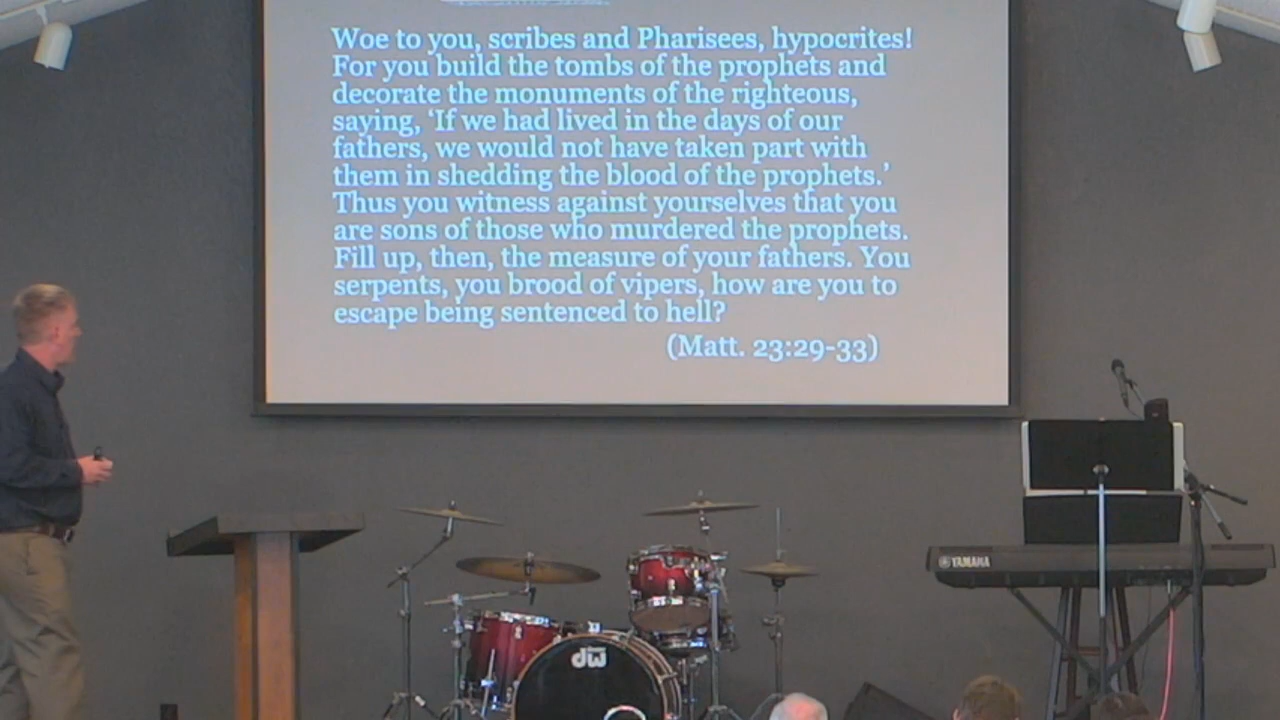 Woe to you, scribes and Pharisees, hypocrites!
For you build the tombs of the prophets and
decorate the monuments of the righteous,
saying, ‘If we had lived in the days of our
fathers, we would not have taken part with
them in shedding the blood of the prophets.’
Thus you witness against yourselves that you
are sons of those who murdered the prophets.
Fill up, then, the measure of your fathers. You
serpents, you brood of vipers, how are you to
escape being sentenced to hell?
(Matt. 23:29-33)
YAMAHA
dw